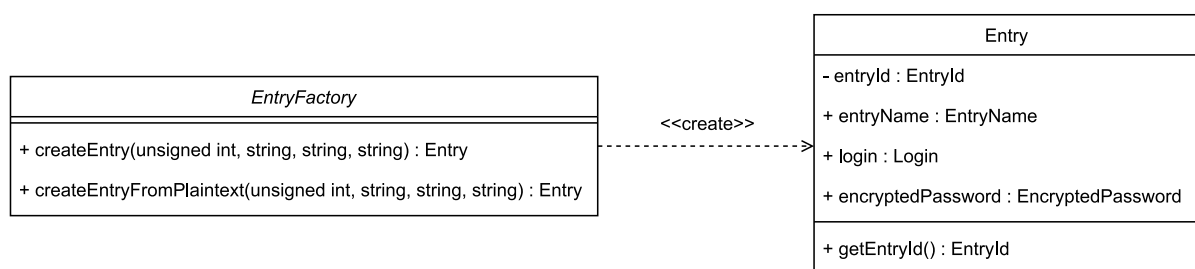 EntryFactory
+ createEntry(unsigned int, string, string, string) : Entry
+ createEntryFromPlaintext(unsigned int, string, string, string) : Entry
<<create>>
Entry
- entryId : EntryId
+ entryName : EntryName
+ login : Login
+ encryptedPassword : EncryptedPassword
+ getEntryId() : EntryId